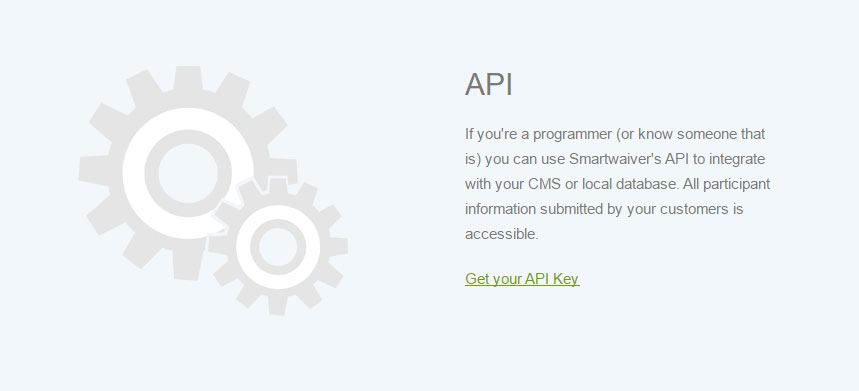 API
If you're a programmer (or know someone that
is) you can use Smartwaiver's API to integrate
with your CMS or local database. All participant
information submitted by your customers is
accessible.
Get your API Key